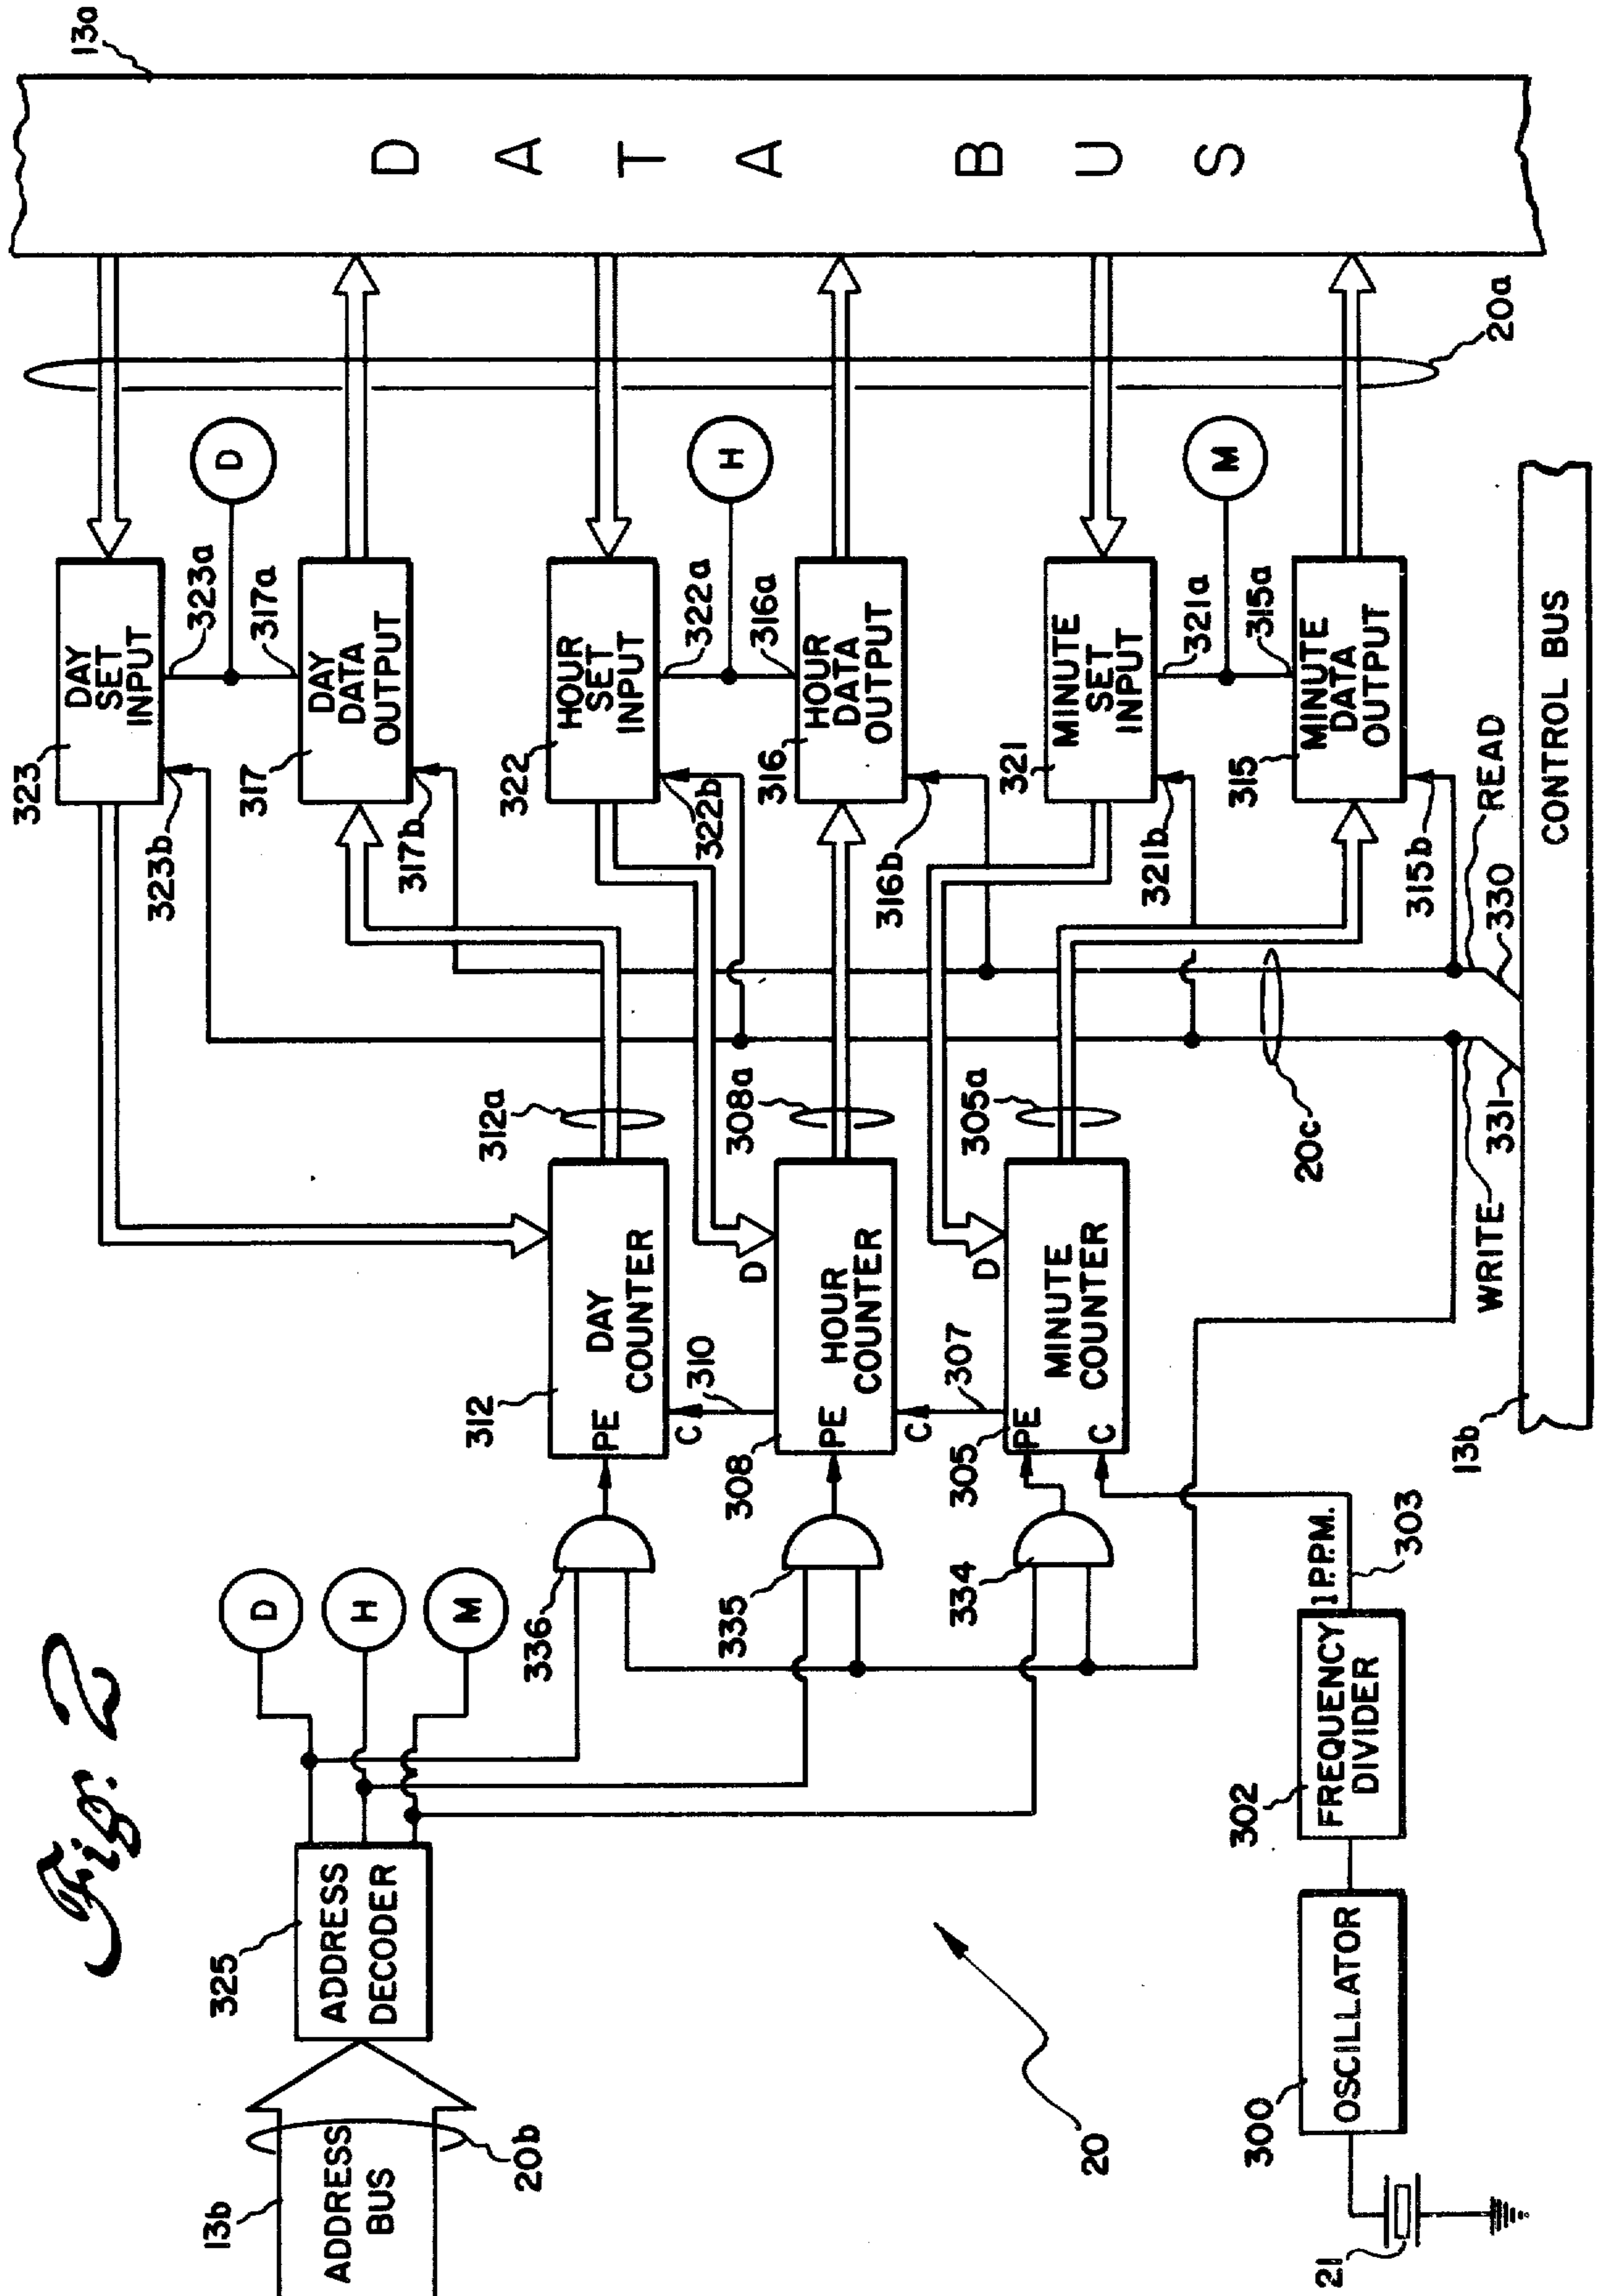 Fig. 2
13b
ADDRESS
BUS
20b
325
ADDRESS
DECODER
D
H
M
336
335
334
312
PE
DAY
COUNTER
312a
C
310
308
PE
HOUR
COUNTER
D
308a
C
307
305
PE
C
MINUTE
COUNTER
D
305a
21
300
OSCILLATOR
302
FREQUENCY
DIVIDER
1 P.P.M.
303
20
323
DAY
SET
INPUT
323a
323b
D
317
DAY
DATA
OUTPUT
317a
317b
322
HOUR
SET
INPUT
322a
322b
H
316
HOUR
DATA
OUTPUT
316a
316b
321
MINUTE
SET
INPUT
321a
321b
M
315
MINUTE
DATA
OUTPUT
315a
315b
20a
20c
WRITE
331
READ
330
13b
CONTROL BUS
13a
DATA BUS